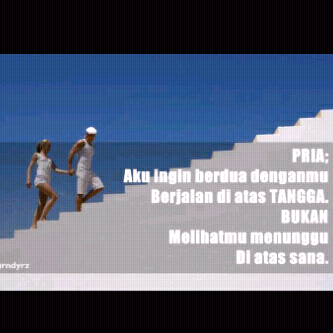 PRIA;
Aku Ingin berdua denganmu
Berjalan di atas TANGGA.
BUKAN
Melihatmu menunggu
Di atas sana.